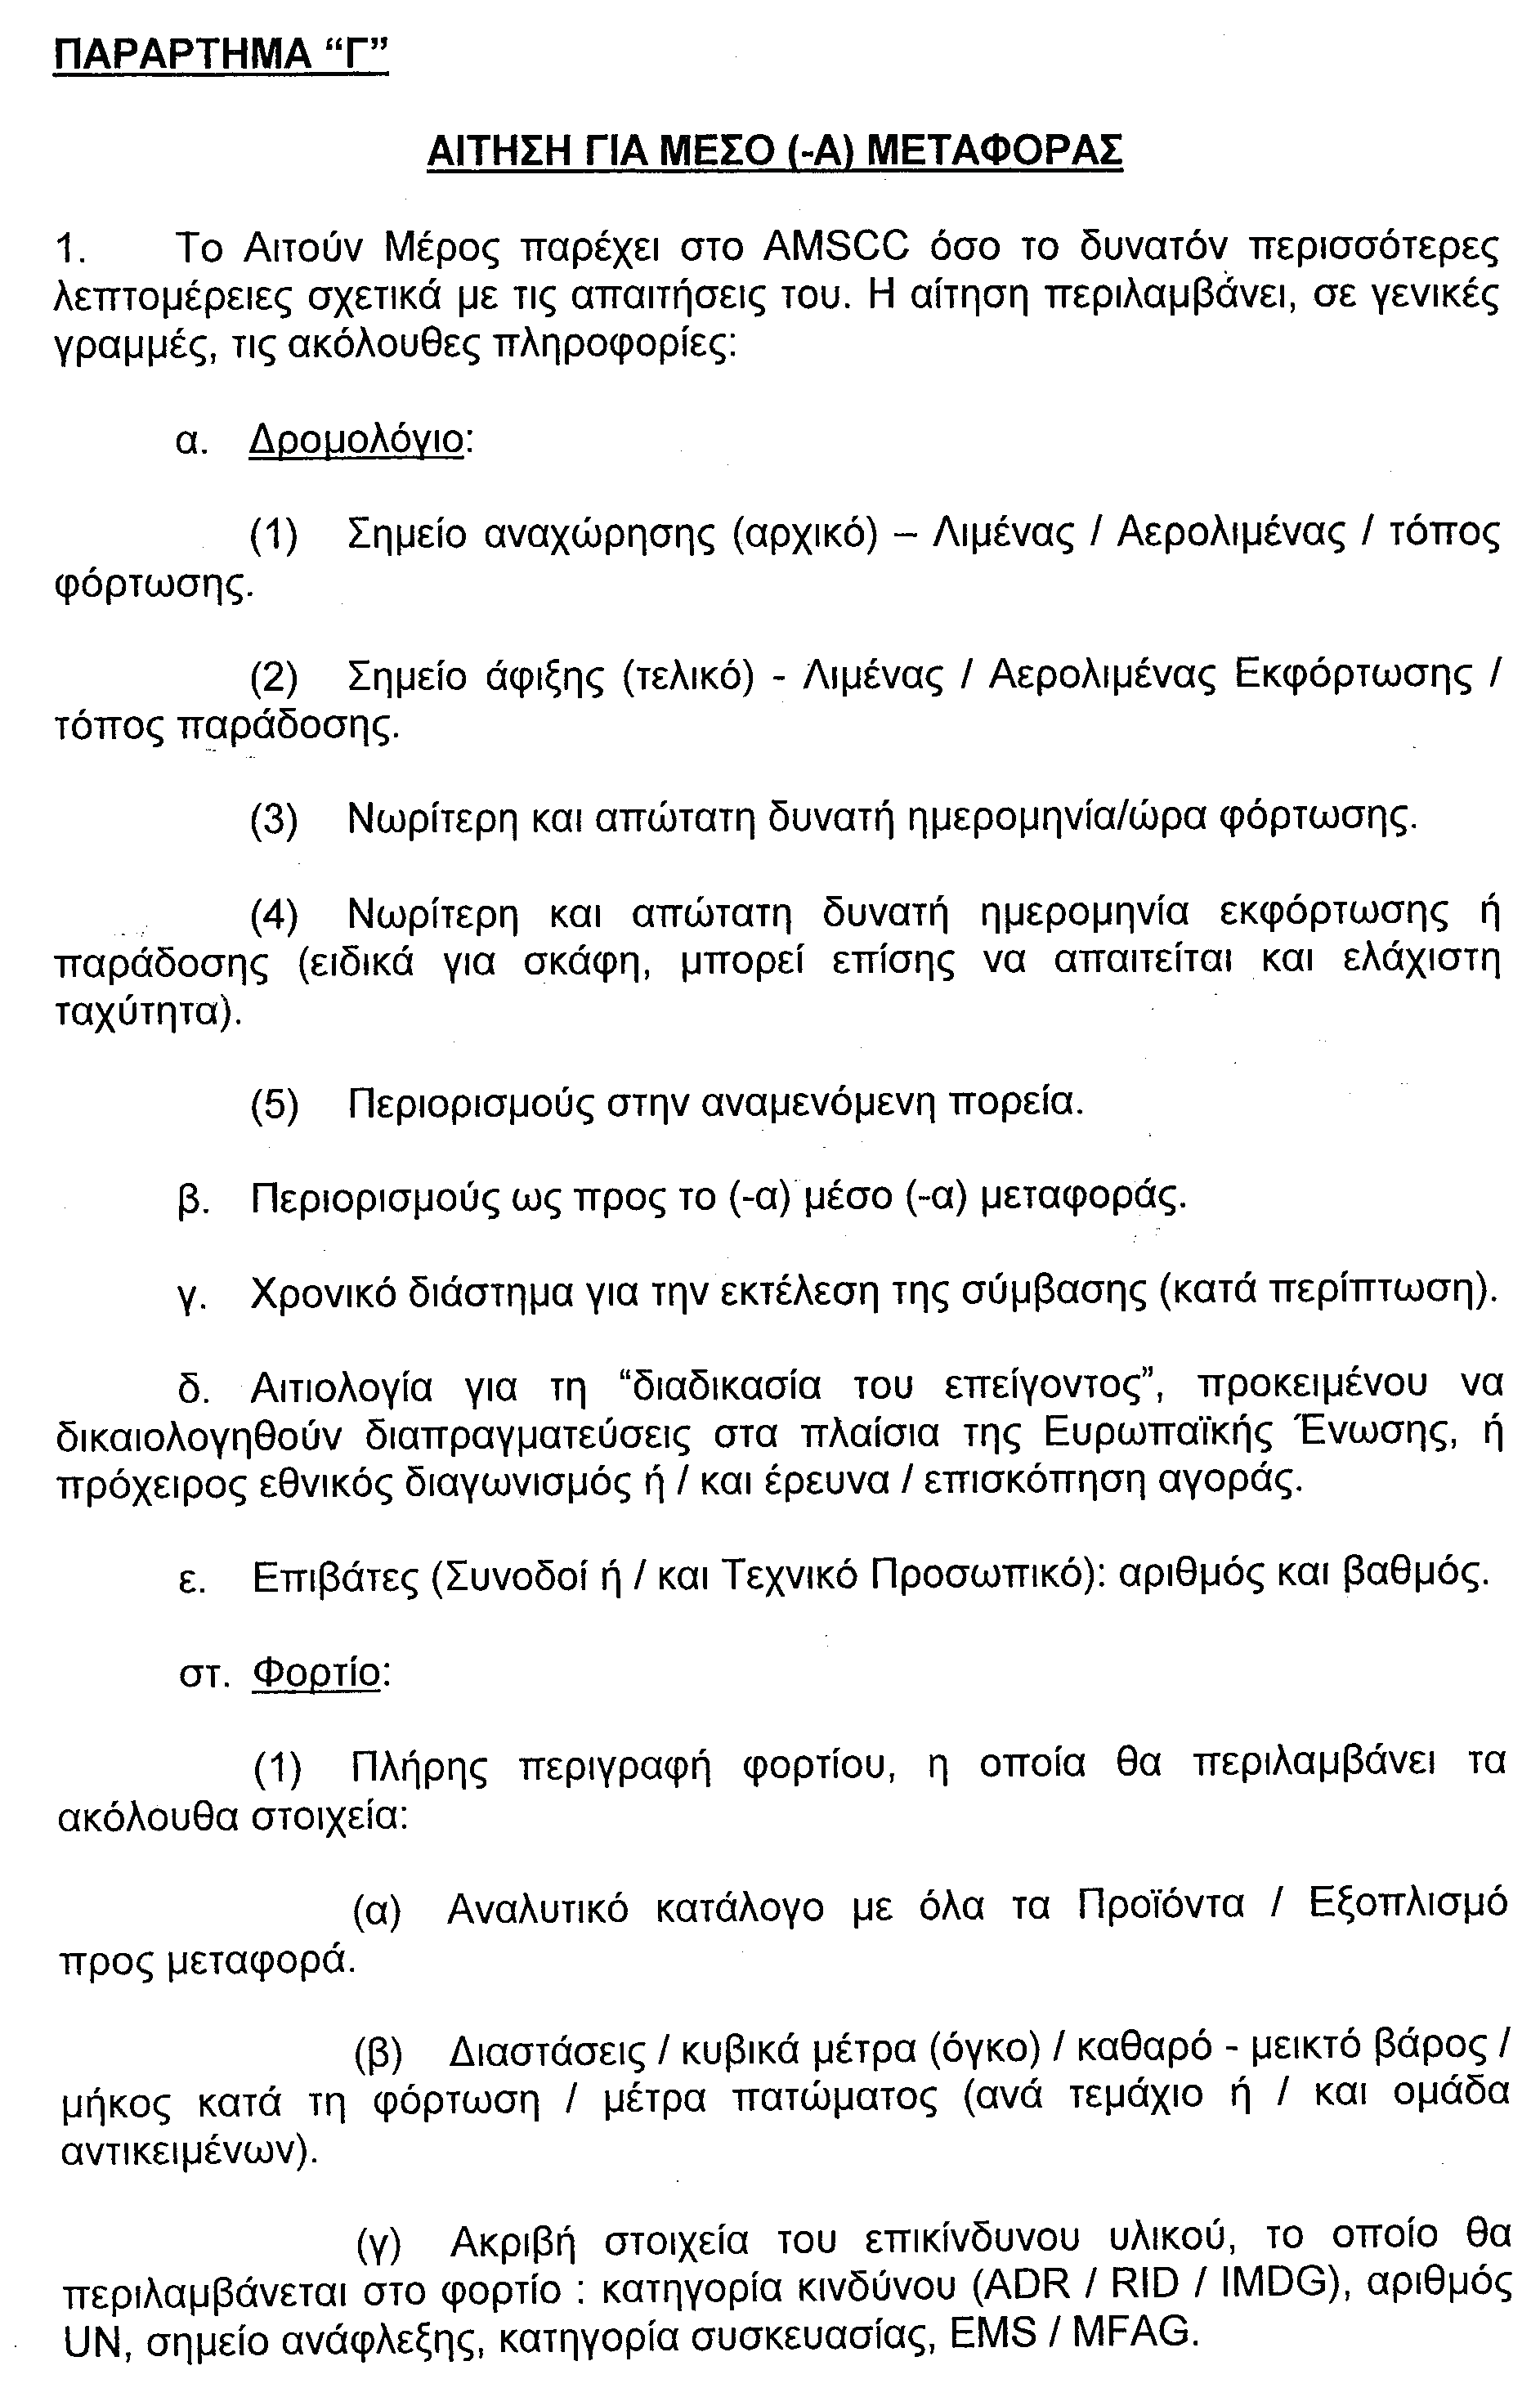 ΠΑΡΑΡΤΗΜΑ “Γ”
ΑΙΤΗΣΗ ΓΙΑ ΜΕΣΟ (-Α) ΜΕΤΑΦΟΡΑΣ
1. Το Αιτούν Μέρος παρέχει στο AMSCC όσο το δυνατόν περισσότερες
λεπτομέρειες σχετικά με τις απαιτήσεις του. Η αίτηση περιλαμβάνει, σε γενικές
γραμμές, τις ακόλουθες πληροφορίες:
α. Δρομολόγιο:
(1) Σημείο αναχώρησης (αρχικό) – Λιμένας / Αερολιμένας / τόπος
φόρτωσης.
(2) Σημείο άφιξης (τελικό) - Λιμένας / Αερολιμένας Εκφόρτωσης /
τόπος παράδοσης.
(3) Νωρίτερη και απώτατη δυνατή ημερομηνία/ώρα φόρτωσης.
(4) Νωρίτερη και απώτατη δυνατή ημερομηνία εκφόρτωσης ή
παράδοσης (ειδικά για σκάφη, μπορεί επίσης να απαιτείται και ελάχιστη
ταχύτητα).
(5) Περιορισμούς στην αναμενόμενη πορεία.
β. Περιορισμούς ως προς το (-α) μέσο (-α) μεταφοράς.
γ. Χρονικό διάστημα για την εκτέλεση της σύμβασης (κατά περίπτωση).
δ. Αιτιολογία για τη “διαδικασία του επείγοντος”, προκειμένου να
δικαιολογηθούν διαπραγματεύσεις στα πλαίσια της Ευρωπαϊκής Ένωσης, ή
πρόχειρος εθνικός διαγωνισμός ή / και έρευνα / επισκόπηση αγοράς.
ε. Επιβάτες (Συνοδοί ή / και Τεχνικό Προσωπικό): αριθμός και βαθμός.
στ. Φορτίο:
(1) Πλήρης περιγραφή φορτίου, η οποία θα περιλαμβάνει τα
ακόλουθα στοιχεία:
(α) Αναλυτικό κατάλογο με όλα τα Προϊόντα / Εξοπλισμό
προς μεταφορά.
(β) Διαστάσεις / κυβικά μέτρα (όγκο) / καθαρό - μεικτό βάρος /
μήκος κατά τη φόρτωση / μέτρα πατώματος (ανά τεμάχιο ή / και ομάδα
αντικειμένων).
(γ) Ακριβή στοιχεία του επικίνδυνου υλικού, το οποίο θα
περιλαμβάνεται στο φορτίο : κατηγορία κινδύνου (ADR / RID / IMDG), αριθμός
UN, σημείο ανάφλεξης, κατηγορία συσκευασίας, EMS / MFAG.